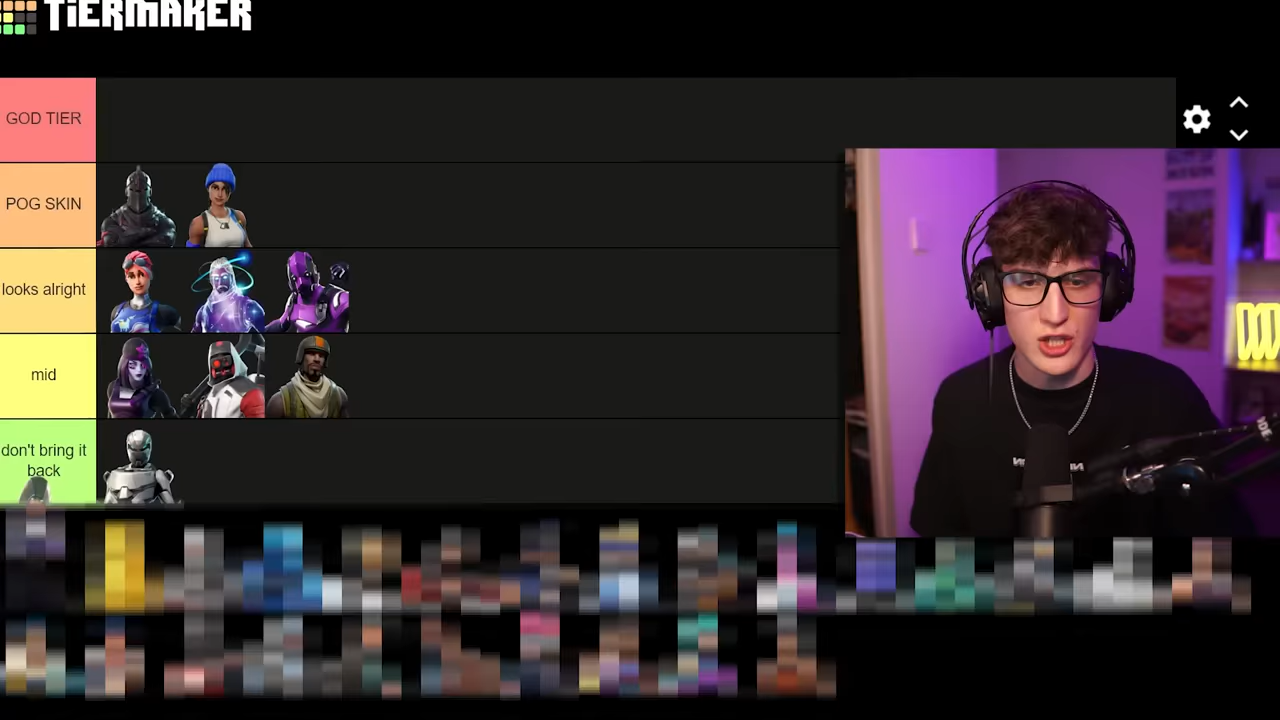 TIERMAKER
GOD TIER
POG SKIN
looks alright
mid
don't bring it
back